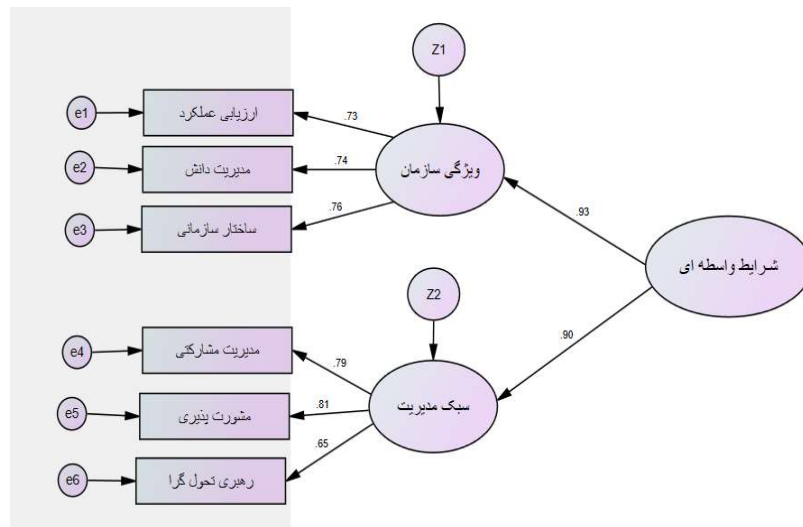 Z1
e1
ارزیابی عملکرد
.73
e2
مدیریت دانش
.74
ویژگی سازمان
e3
ساختار سازمانی
.76
.93
شرایط واسطه ای
Z2
.90
e4
مدیریت مشارکتی
.79
e5
مشورت پذیری
.81
سبک مدیریت
e6
رهبری تحول گرا
.65